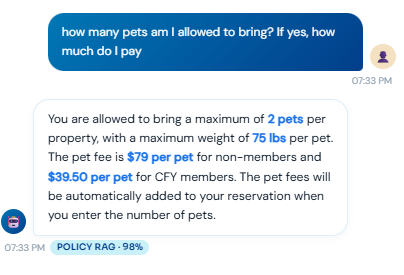 how many pets am I allowed to bring? If yes, how
much do I pay
07:33 PM
You are allowed to bring a maximum of 2 pets per
property, with a maximum weight of 75 lbs per pet.
The pet fee is $79 per pet for non-members and
$39.50 per pet for CFY members. The pet fees will
be automatically added to your reservation when
you enter the number of pets.
07:33 PM POLICY RAG · 98%